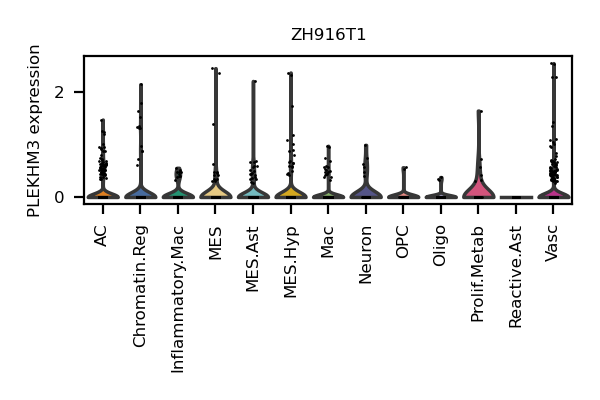 ZH916T1
PLEKHM3 expression
2
0
AC
Chromatin.Reg
Inflammatory.Mac
MES
MES.Ast
MES.Hyp
Mac
Neuron
OPC
Oligo
Prolif.Metab
Reactive.Ast
Vasc